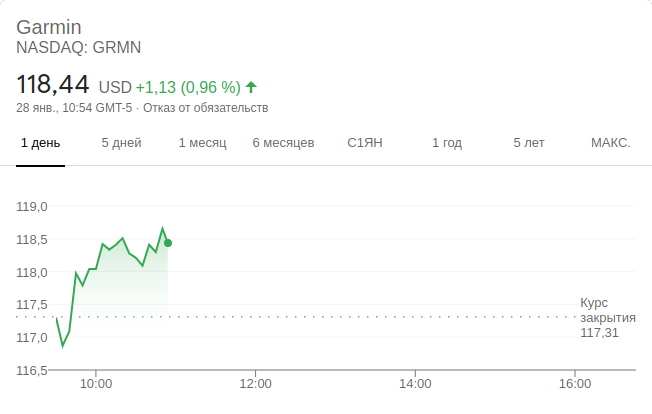 Garmin
NASDAQ: GRMN
118,44 USD +1,13 (0,96 %)
28 янв., 10:54 GMT-5 · Отказ от обязательств
1 день 5 дней 1 месяц 6 месяцев С1ЯН 1 год 5 лет МАКС.
119,0
118,5
118,0
117,5
117,0
116,5
Курс
закрытия
117,31
10:00 12:00 14:00 16:00